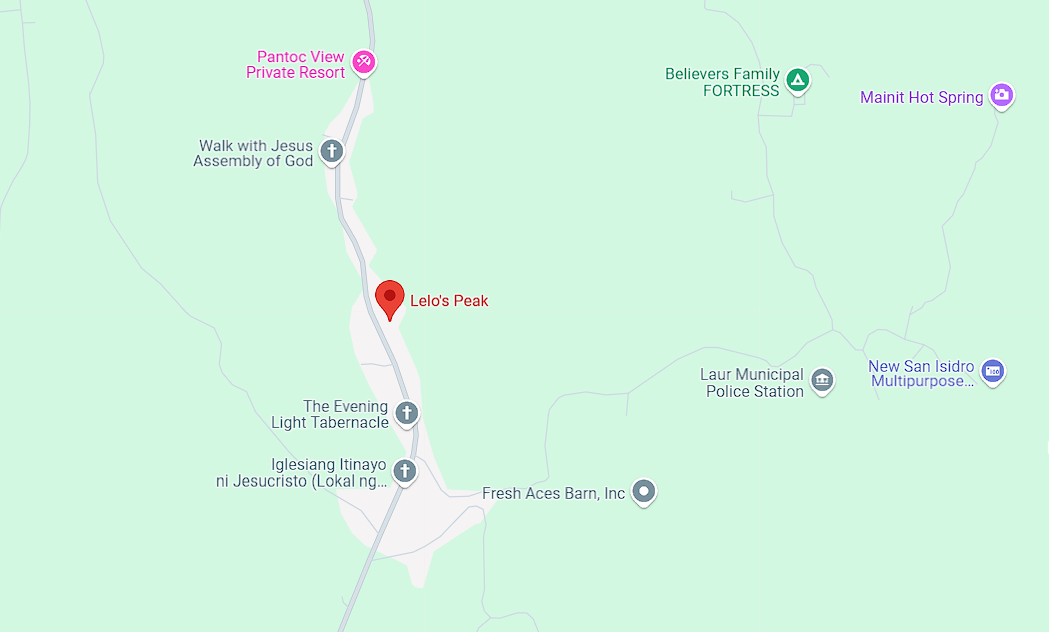 Pantoc View
Private Resort
Believers Family
FORTRESS
Mainit Hot Spring
Walk with Jesus
Assembly of God
Lelo's Peak
New San Isidro
Multipurpose...
Laur Municipal
Police Station
The Evening
Light Tabernacle
Iglesiang Itinayo
ni Jesucristo (Lokal ng...
Fresh Aces Barn, Inc